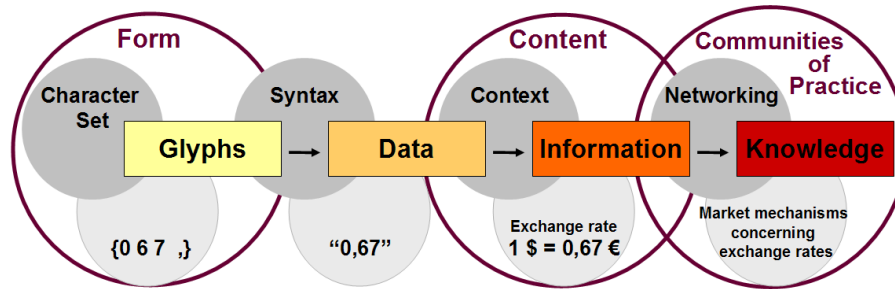 Form
Content
Communities
of
Practice
Character
Set
Syntax
Context
Networking
Glyphs
Data
Information
Knowledge
{0 6 7 ,}
“0,67”
Exchange rate
1 $ = 0,67 €
Market mechanisms
concerning
exchange rates